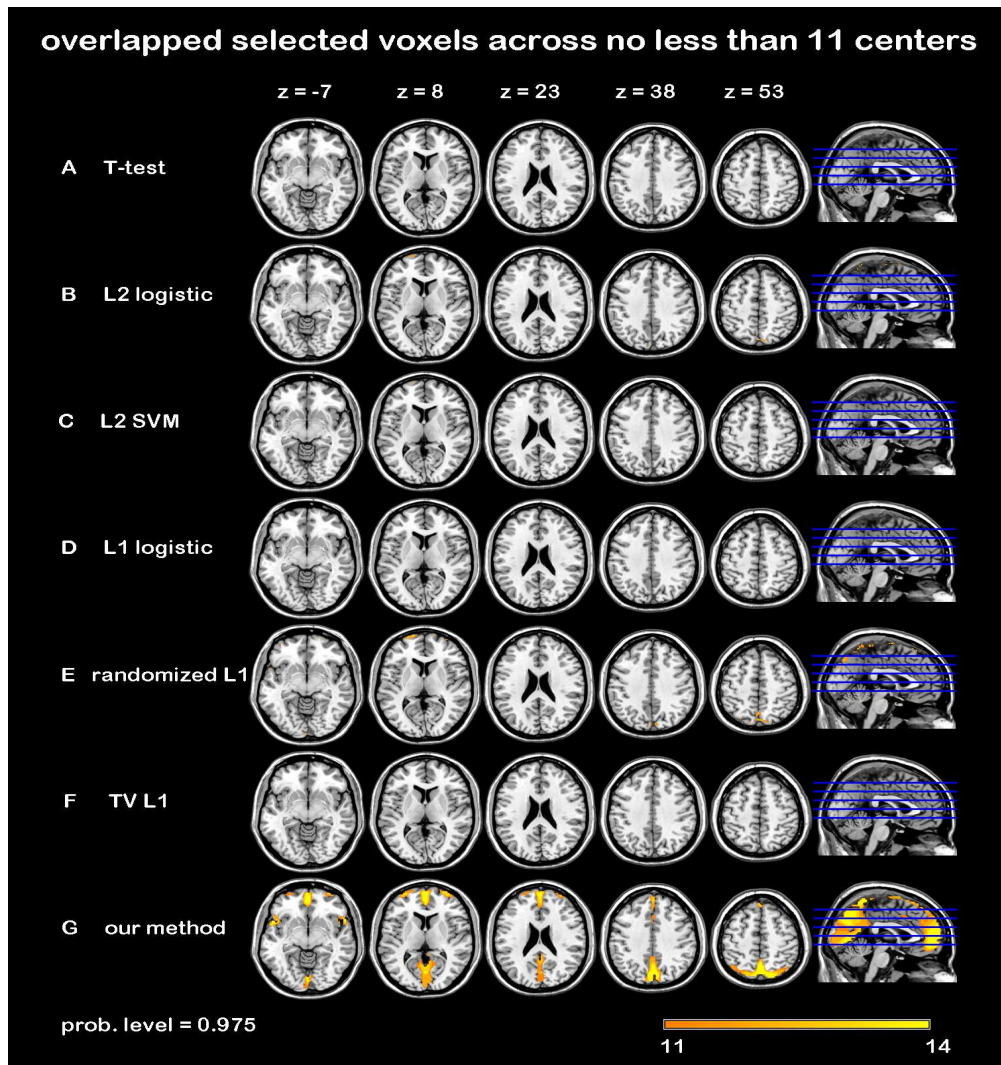 overlapped selected voxels across no less than 11 centers
z = -7 z = 8 z = 23 z = 38 z = 53
A T-test
B L2 logistic
C L2 SVM
D L1 logistic
E randomized L1
F TV L1
G our method
prob. level = 0.975
11 14